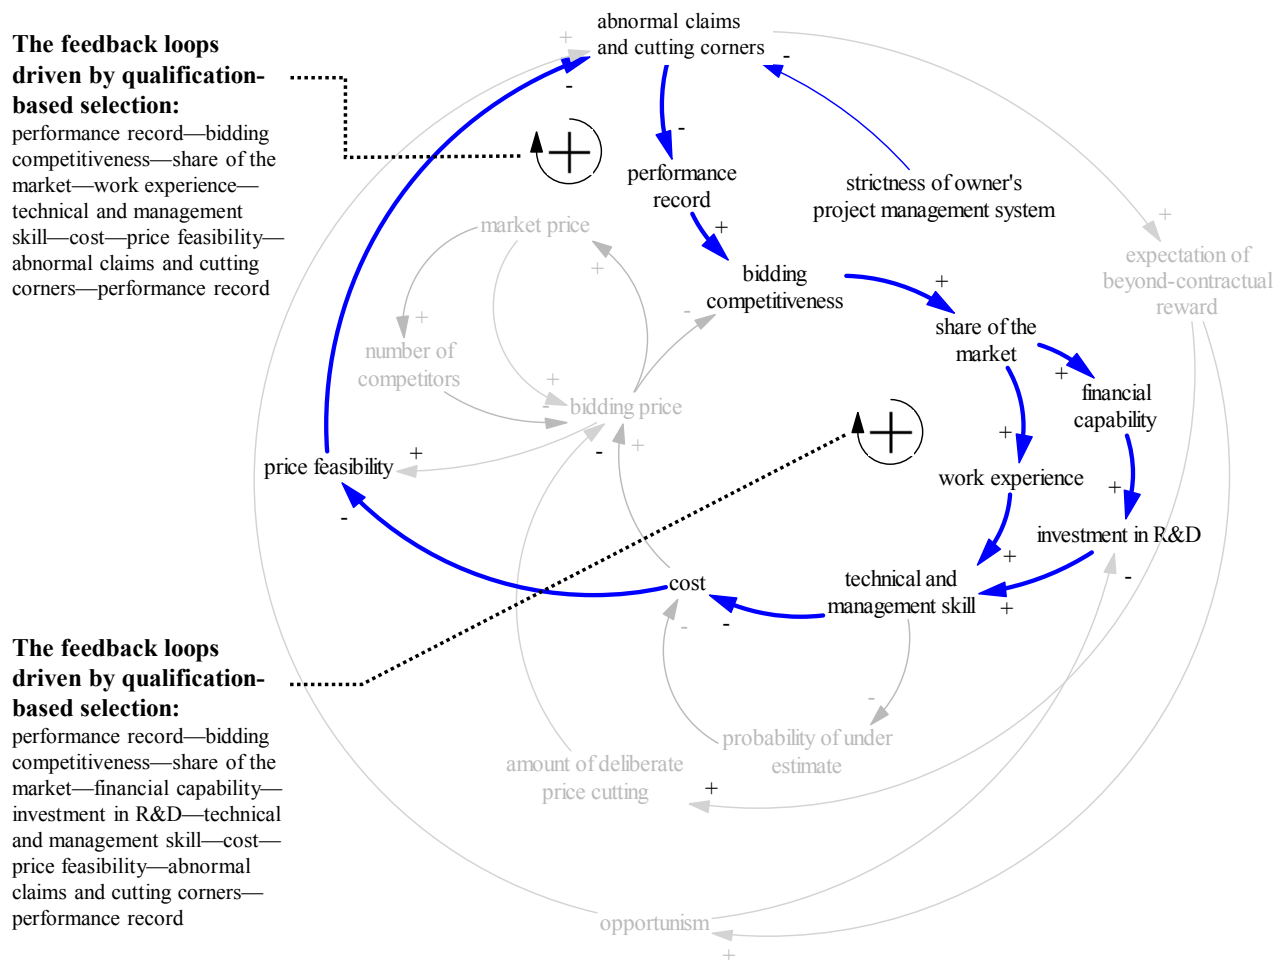 The feedback loops
driven by qualification-
based selection:
performance record—bidding
competitiveness—share of the
market—work experience—
technical and management
skill—cost—price feasibility—
abnormal claims and cutting
corners—performance record
abnormal claims
and cutting corners
+
-
-
-
+
performance
record
+
strictness of owner's
project management system
+
expectation of
beyond-contractual
reward
market price
+
bidding
competitiveness
-
+
share of the
market
+
number of
competitors
+
+
financial
capability
+
-
bidding price
+
-
+
price feasibility
+
-
+
work experience
+
investment in R&D
-
+
technical and
management skill
+
cost
-
-
-
probability of under
estimate
amount of deliberate
price cutting
+
opportunism
+
The feedback loops
driven by qualification-
based selection:
performance record—bidding
competitiveness—share of the
market—financial capability—
investment in R&D—technical
and management skill—cost—
price feasibility—abnormal
claims and cutting corners—
performance record